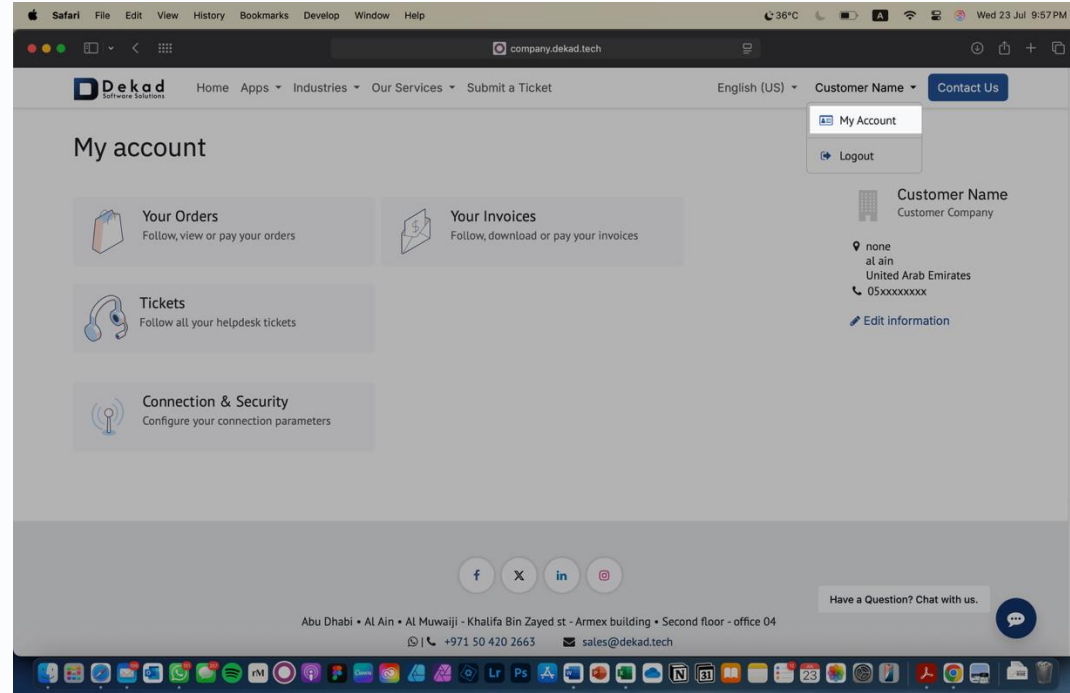 Safari File Edit View History Bookmarks Develop Window Help 36°C A Wed 23 Jul 9:57 PM
company.dekad.tech
Dekad
Software Solutions
Home Apps Industries Our Services Submit a Ticket English (US) Customer Name Contact Us
My Account
Logout
My account
Your Orders
Follow, view or pay your orders
Your Invoices
Follow, download or pay your invoices
Tickets
Follow all your helpdesk tickets
Connection & Security
Configure your connection parameters
Customer Name
Customer Company
none
al ain
United Arab Emirates
05xxxxxxxx
Edit information
Have a Question? Chat with us.
Abu Dhabi • Al Ain • Al Muwaiji - Khalifa Bin Zayed st - Armex building • Second floor - office 04
| +971 50 420 2663 sales@dekad.tech
rM Lr Ps 31 23